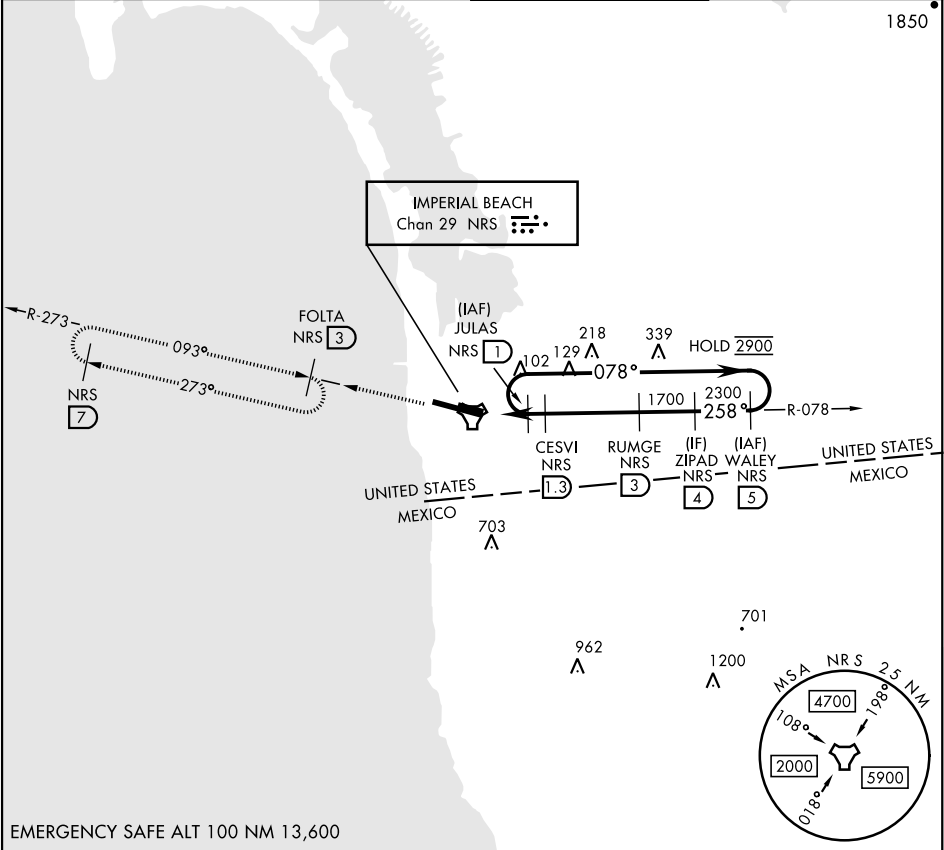 1850
IMPERIAL BEACH
Chan 29 NRS
R-273
093°
273°
NRS
7
FOLTA
NRS 3
(IAF)
JULAS
NRS 1
102
129
218
339
HOLD 2900
078°
1700
2300
258°
R-078
CESVI
NRS
1.3
RUMGE
NRS
3
(IF)
ZIPAD
NRS
4
(IAF)
WALEY
NRS
5
UNITED STATES
MEXICO
UNITED STATES
MEXICO
703
701
962
1200
MSA NRS 25 NM
4700
108°
198°
2000
5900
018°
EMERGENCY SAFE ALT 100 NM 13,600